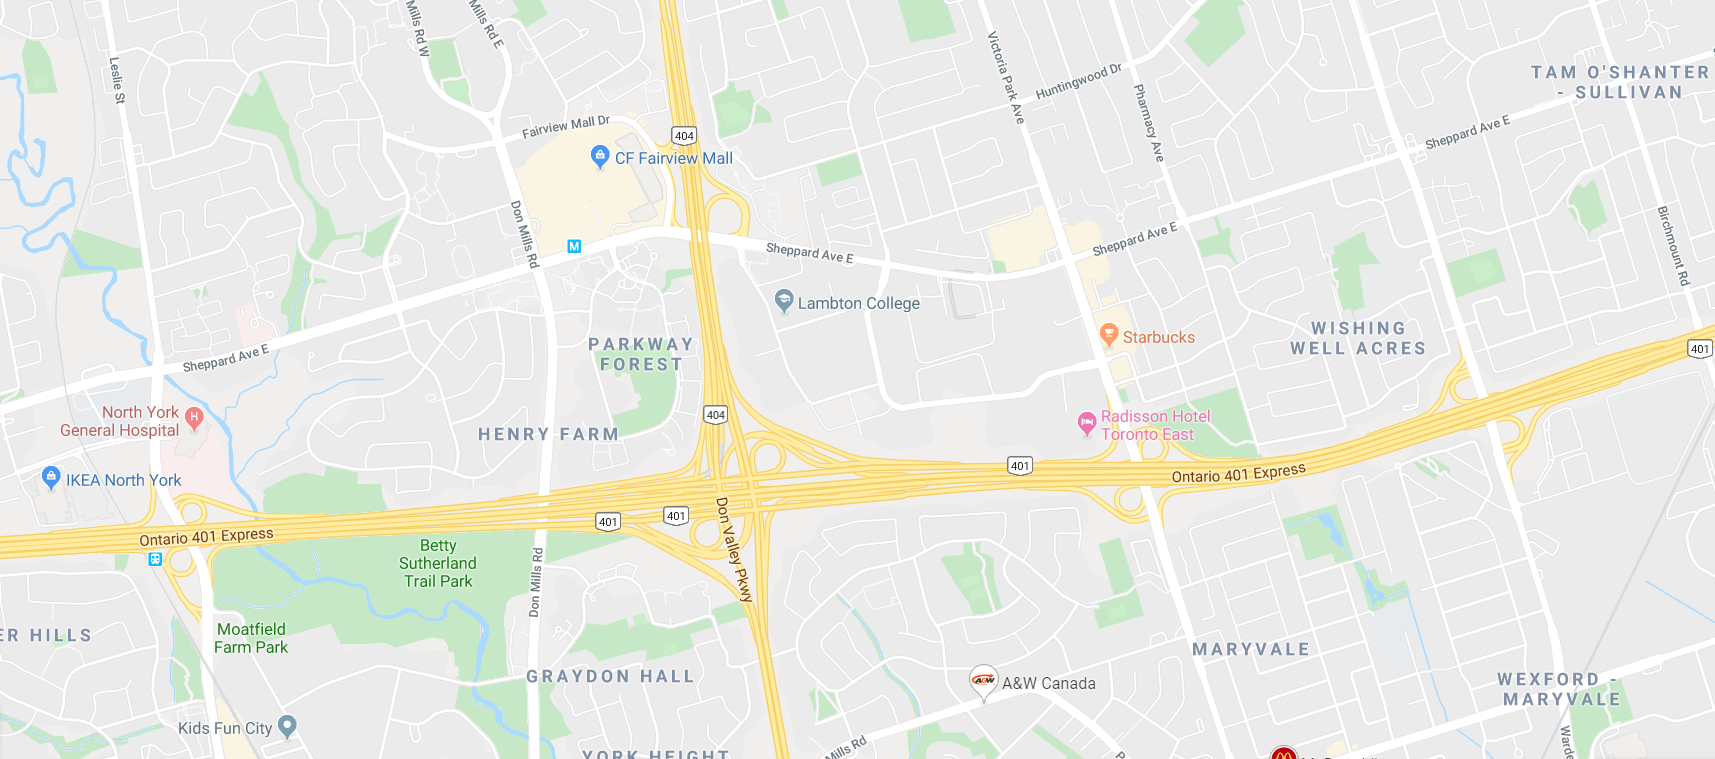 Mills Rd W
Mills Rd E
Leslie St
Victoria Park Ave
Huntingwood Dr
Pharmacy Ave
TAM O'SHANTER
- SULLIVAN
Fairview Mall Dr
404
Sheppard Ave E
CF Fairview Mall
Don Mills Rd
M
Sheppard Ave E
Sheppard Ave E
Birchmount Rd
Lambton College
Starbucks
WISHING
WELL ACRES
PARKWAY
FOREST
Sheppard Ave E
401
North York
General Hospital
H
404
Radisson Hotel
Toronto East
HENRY FARM
IKEA North York
401
Ontario 401 Express
401
401
Don Valley Pkwy
Ontario 401 Express
Betty
Sutherland
Trail Park
Don Mills Rd
Moatfield
Farm Park
ER HILLS
MARYVALE
GRAYDON HALL
A&W
A&W Canada
WEXFORD -
MARYVALE
Kids Fun City
Mills Rd
YORK HEIGHT
Warde